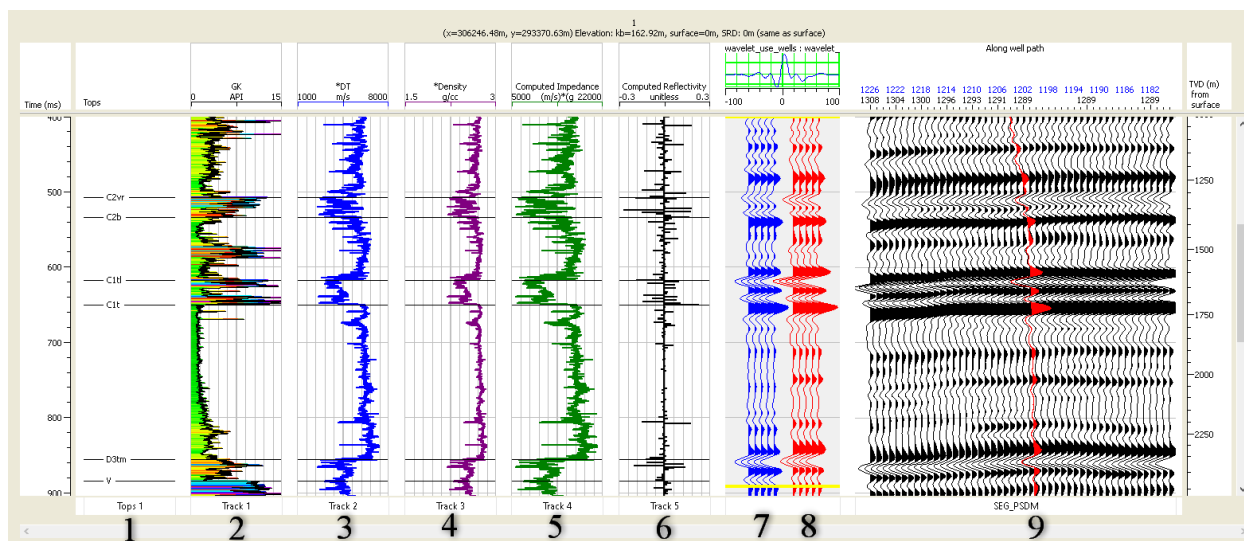 1
(x=306246.48m, y=293370.63m) Elevation: kb=162.92m, surface=0m, SRD: 0m (same as surface)
wavelet_use_wells : wavelet_
Along well path
GK *DT *Density Computed Impedance Computed Reflectivity
Time (ms) Tops API m/s g/cc (m/s)*(g unitless TVD (m) from surface
0 15 1000 8000 1.5 3 5000 22000 -0.3 0.3 -100 0 100
1226 1222 1218 1214 1210 1206 1202 1198 1194 1190 1186 1182
1308 1304 1300 1296 1293 1291 1289 1289 1289
400
500 1250
C2vr
C2b
1500
600
C1tl
C1t
1750
700
2000
800
2250
D3tm
V
900
Tops 1 Track 1 Track 2 Track 3 Track 4 Track 5 SEG_PSDM
1 2 3 4 5 6 7 8 9